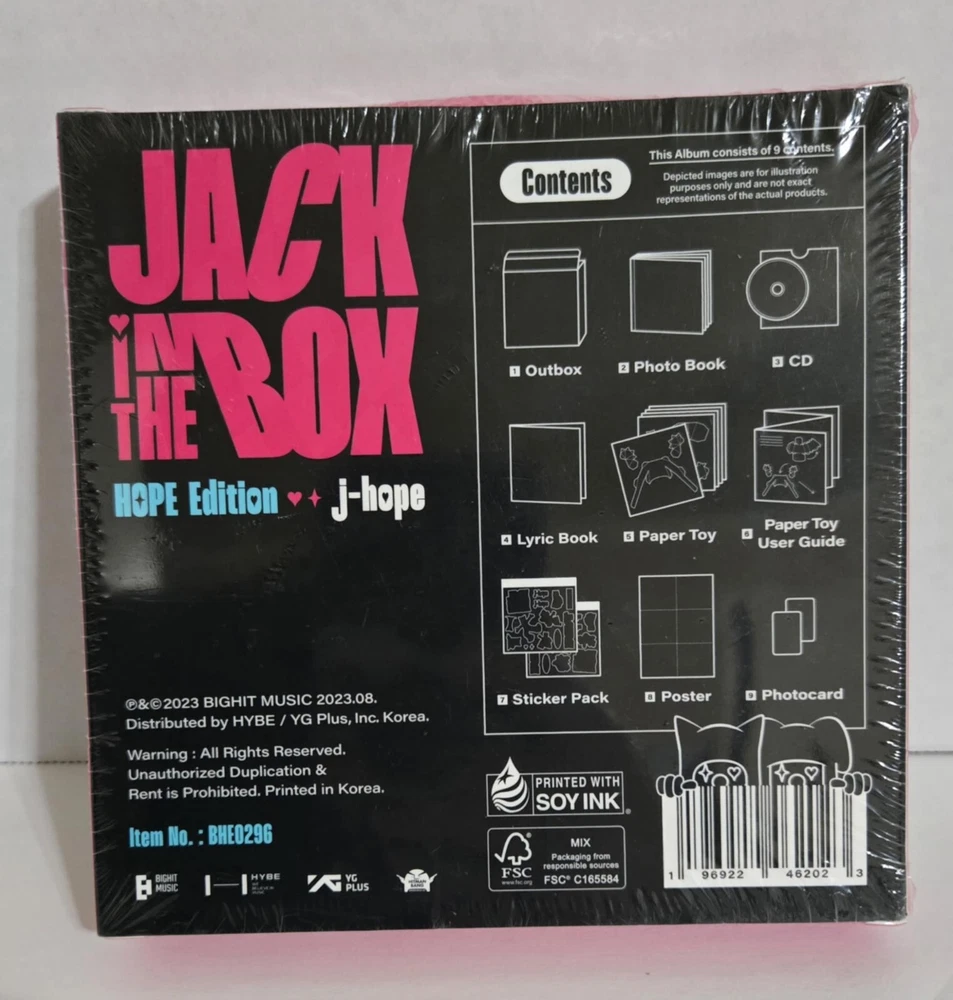 JACK
iN
THE
BOX
HOPE Edition j-hope
℗&©2023 BIGHIT MUSIC 2023.08.
Distributed by HYBE / YG Plus, Inc. Korea.
Warning : All Rights Reserved.
Unauthorized Duplication &
Rent is Prohibited. Printed in Korea.
Item No. : BHE0296
BIGHIT
MUSIC
HYBE
YG
PLUS
Contents
This Album consists of 9 contents.
Depicted images are for illustration
purposes only and are not exact
representations of the actual products.
1 Outbox
2 Photo Book
3 CD
4 Lyric Book
5 Paper Toy
6 Paper Toy
User Guide
7 Sticker Pack
8 Poster
9 Photocard
PRINTED WITH
SOY INK
®
FSC
www.fsc.org
MIX
Packaging from
responsible sources
FSC® C165584
1 96922 46202 3